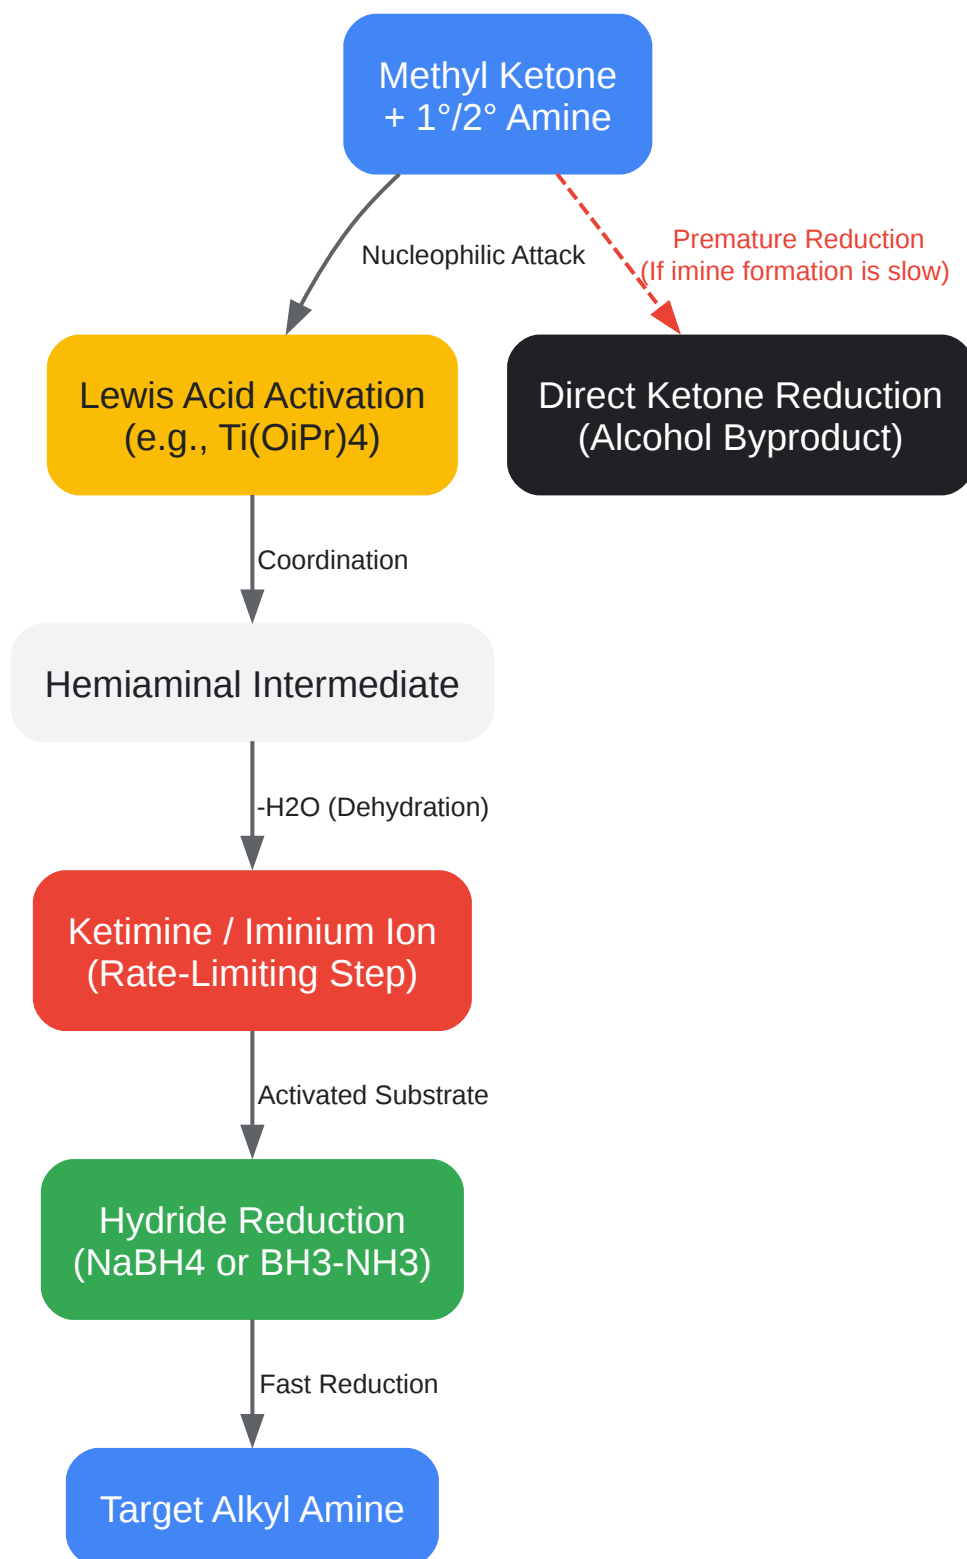 Methyl Ketone
+ 1°/2° Amine
Nucleophilic Attack
Premature Reduction
(If imine formation is slow)
Lewis Acid Activation
(e.g., Ti(OiPr)4)
Direct Ketone Reduction
(Alcohol Byproduct)
Coordination
Hemiaminal Intermediate
-H2O (Dehydration)
Ketimine / Iminium Ion
(Rate-Limiting Step)
Activated Substrate
Hydride Reduction
(NaBH4 or BH3-NH3)
Fast Reduction
Target Alkyl Amine